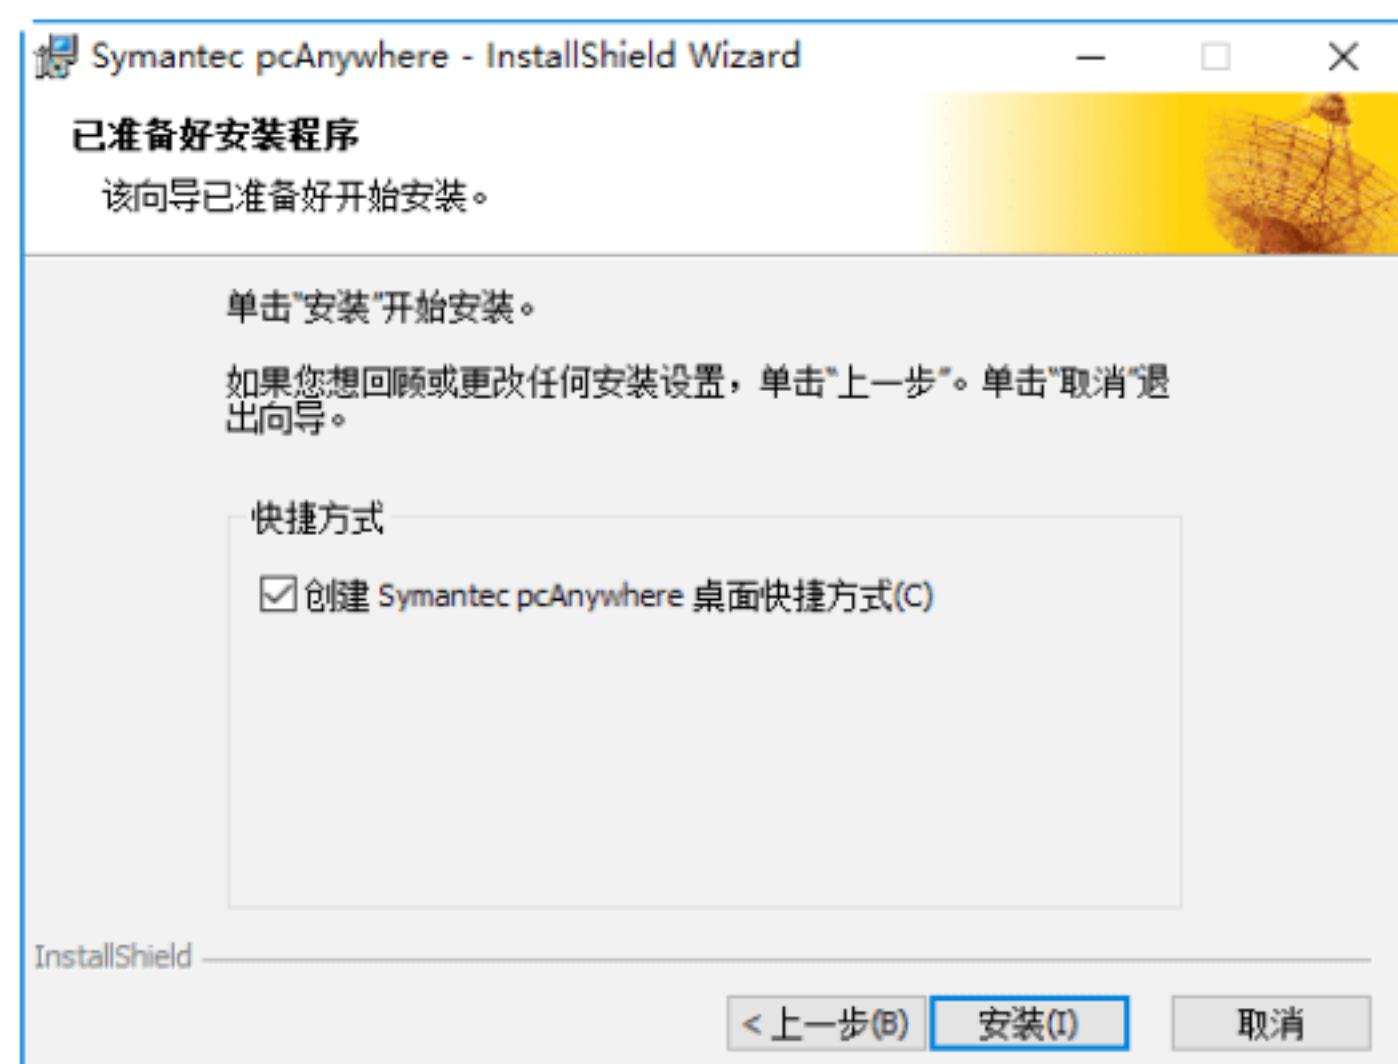 Symantec pcAnywhere - InstallShield Wizard
已准备好安装程序
该向导已准备好开始安装。
单击"安装"开始安装。
如果您想回顾或更改任何安装设置，单击"上一步"。单击"取消"退
出向导。
快捷方式
创建 Symantec pcAnywhere 桌面快捷方式(C)
InstallShield
< 上一步(B)
安装(I)
取消